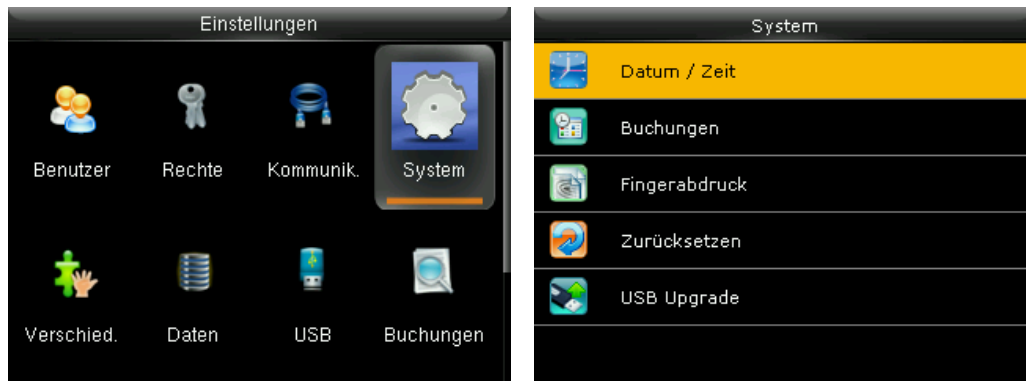 Einstellungen
Benutzer
Rechte
Kommunik.
System
Verschied.
Daten
USB
Buchungen
System
Datum / Zeit
Buchungen
Fingerabdruck
Zurücksetzen
USB Upgrade